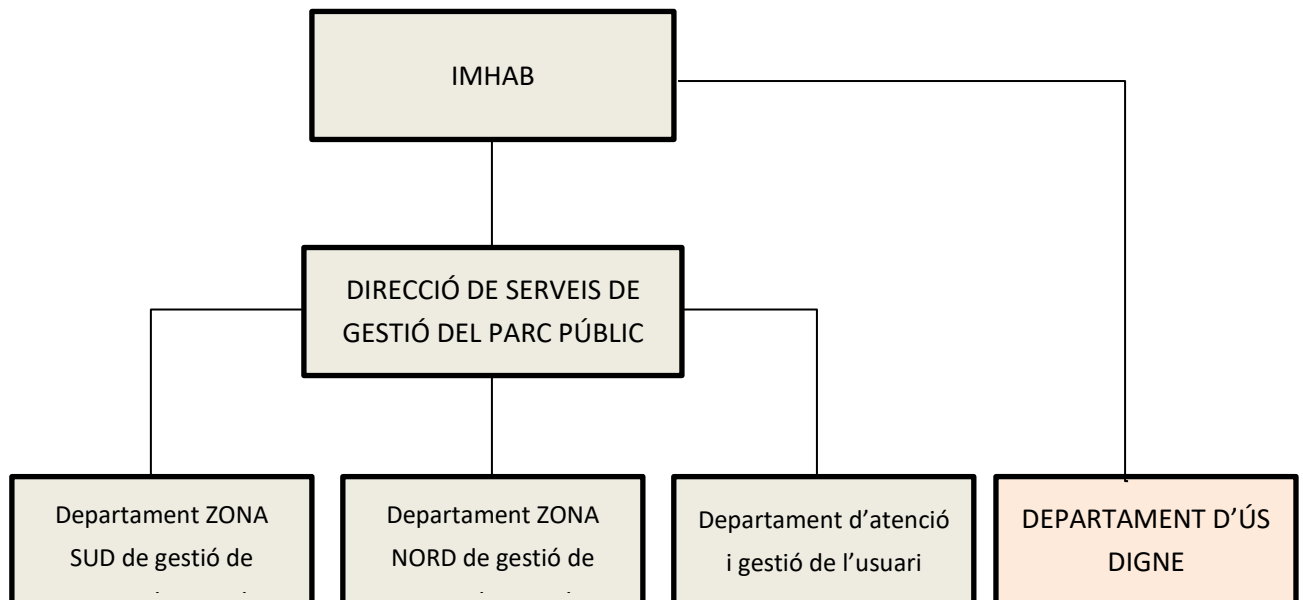 IMHAB
DIRECCIÓ DE SERVEIS DE
GESTIÓ DEL PARC PÚBLIC
Departament ZONA
SUD de gestió de
Departament ZONA
NORD de gestió de
Departament d’atenció
i gestió de l’usuari
DEPARTAMENT D’ÚS
DIGNE